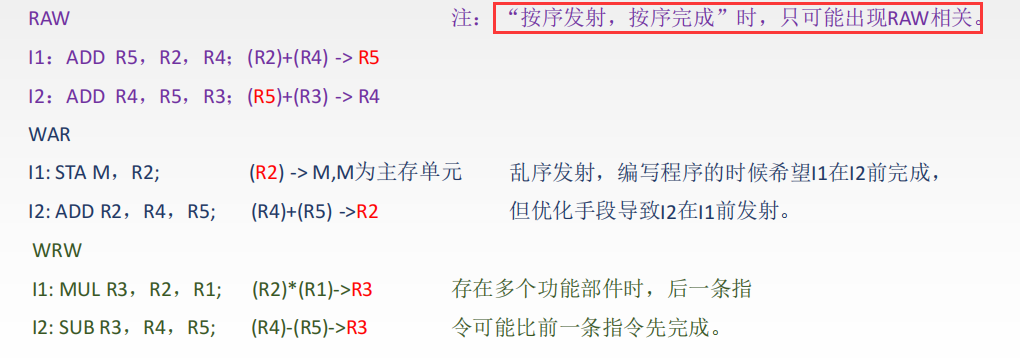 RAW 注：“按序发射，按序完成”时，只可能出现RAW相关。
I1：ADD R5，R2，R4；(R2)+(R4) -> R5
I2：ADD R4，R5，R3；(R5)+(R3) -> R4
WAR
I1: STA M，R2; (R2) -> M,M为主存单元 乱序发射，编写程序的时候希望I1在I2前完成，
I2: ADD R2，R4，R5; (R4)+(R5) ->R2 但优化手段导致I2在I1前发射。
WRW
I1: MUL R3，R2，R1; (R2)*(R1)->R3 存在多个功能部件时，后一条指
I2: SUB R3，R4，R5; (R4)-(R5)->R3 令可能比前一条指令先完成。